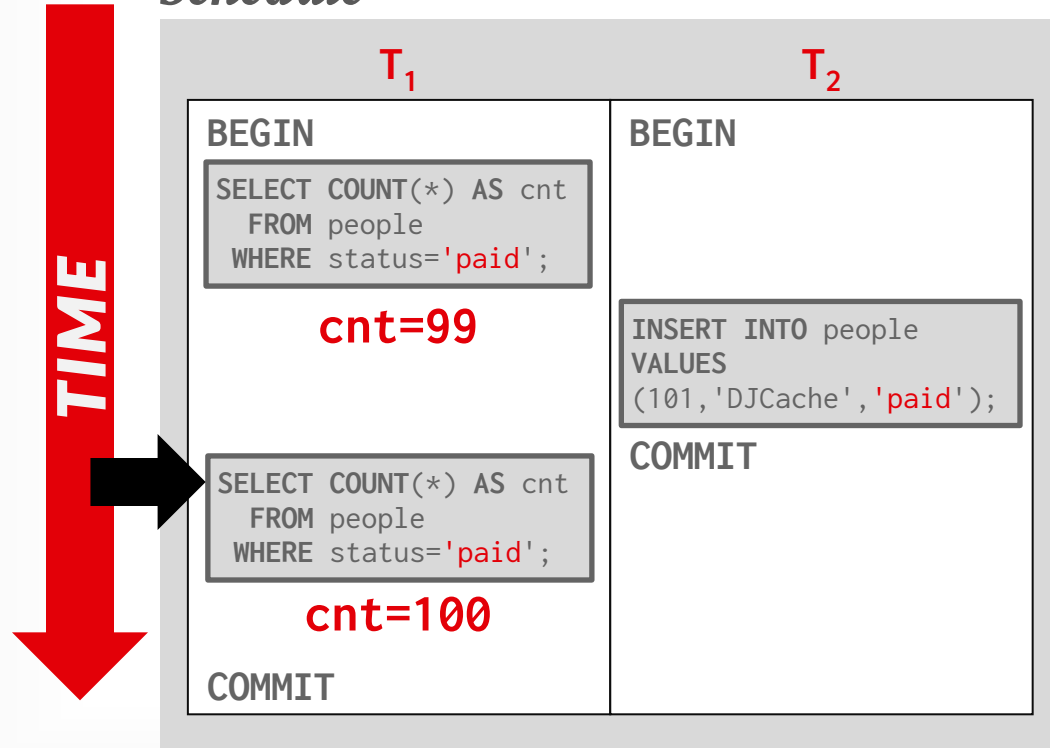 Schedule
TIME
T1
T2
BEGIN
SELECT COUNT(*) AS cnt
FROM people
WHERE status='paid';
cnt=99
SELECT COUNT(*) AS cnt
FROM people
WHERE status='paid';
cnt=100
COMMIT
BEGIN
INSERT INTO people
VALUES
(101,'DJCache','paid');
COMMIT